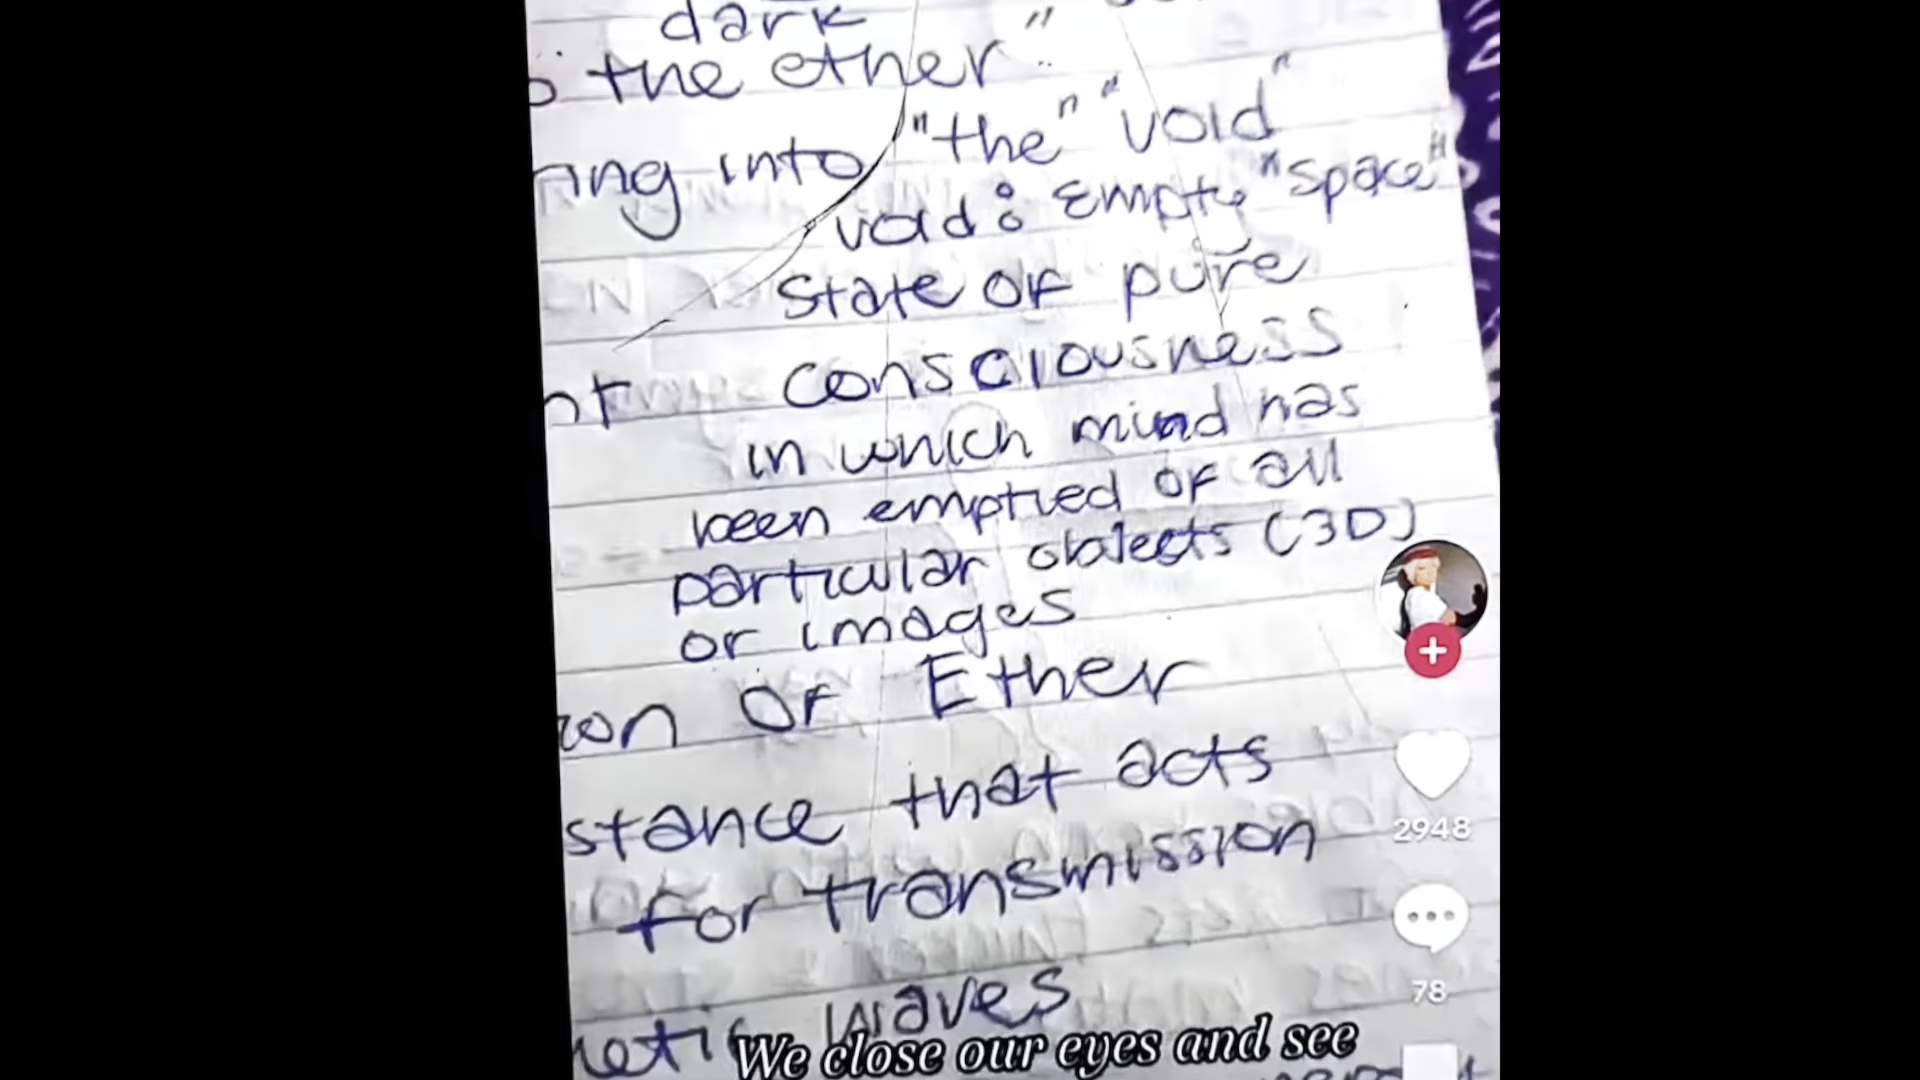 dark "
the ether"
into "the" "void"
void: Empty "space"
State of pure
consciousness
in which mind has
been emptied of all
particular objects (3D)
or images
of Ether
stance that acts
for transmission
waves
We close our eyes and see
2948
78